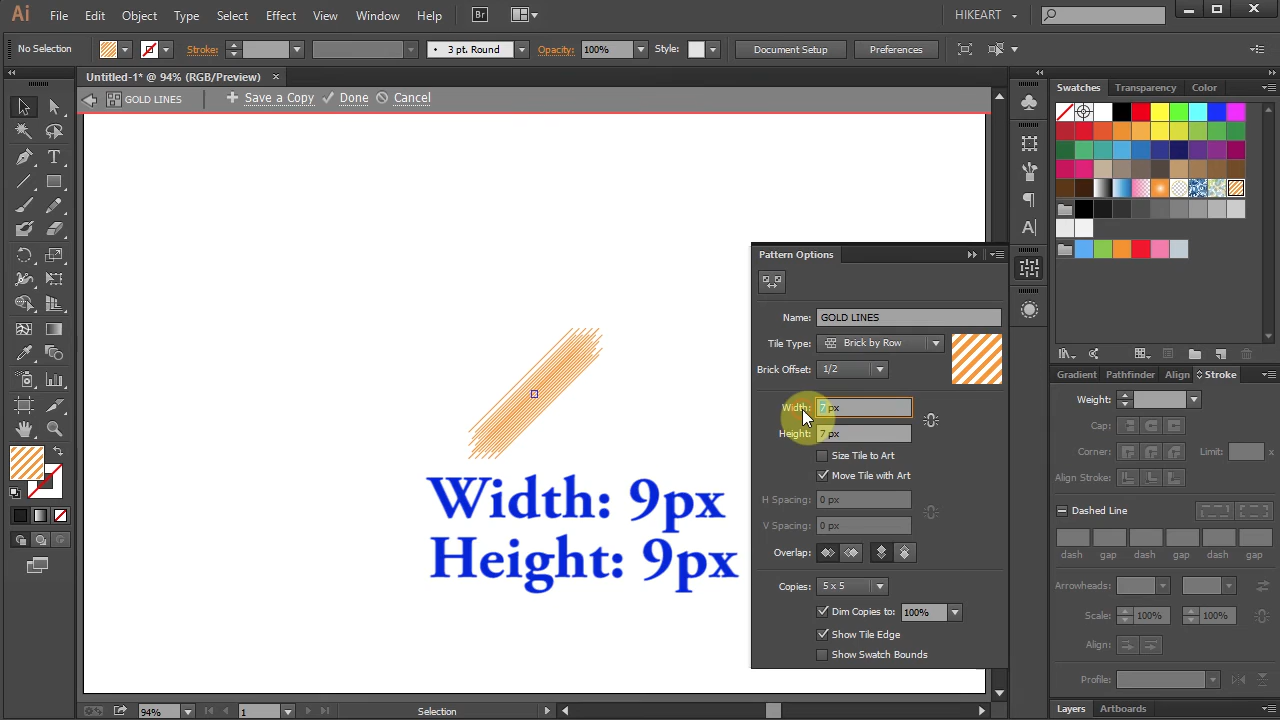 Ai File Edit Object Type Select Effect View Window Help Br HIKEART
No Selection Stroke: 3 pt. Round Opacity: 100% Style: Document Setup Preferences
Untitled-1* @ 94% (RGB/Preview) ×
GOLD LINES + Save a Copy Done Cancel
Swatches Transparency Color
Pattern Options
Name: GOLD LINES
Tile Type: Brick by Row
Brick Offset: 1/2
Width: 7 px
Height: 7 px
Size Tile to Art
Move Tile with Art
H Spacing: 0 px
V Spacing: 0 px
Overlap:
Copies: 5 x 5
Dim Copies to: 100%
Show Tile Edge
Show Swatch Bounds
Width: 9px
Height: 9px
Gradient Pathfinder Align Stroke
Weight:
Cap:
Corner: Limit:
Align Stroke:
Dashed Line
dash gap dash gap dash gap
Arrowheads:
Scale: 100% 100%
Align:
Profile:
Layers Artboards
94% 1 Selection